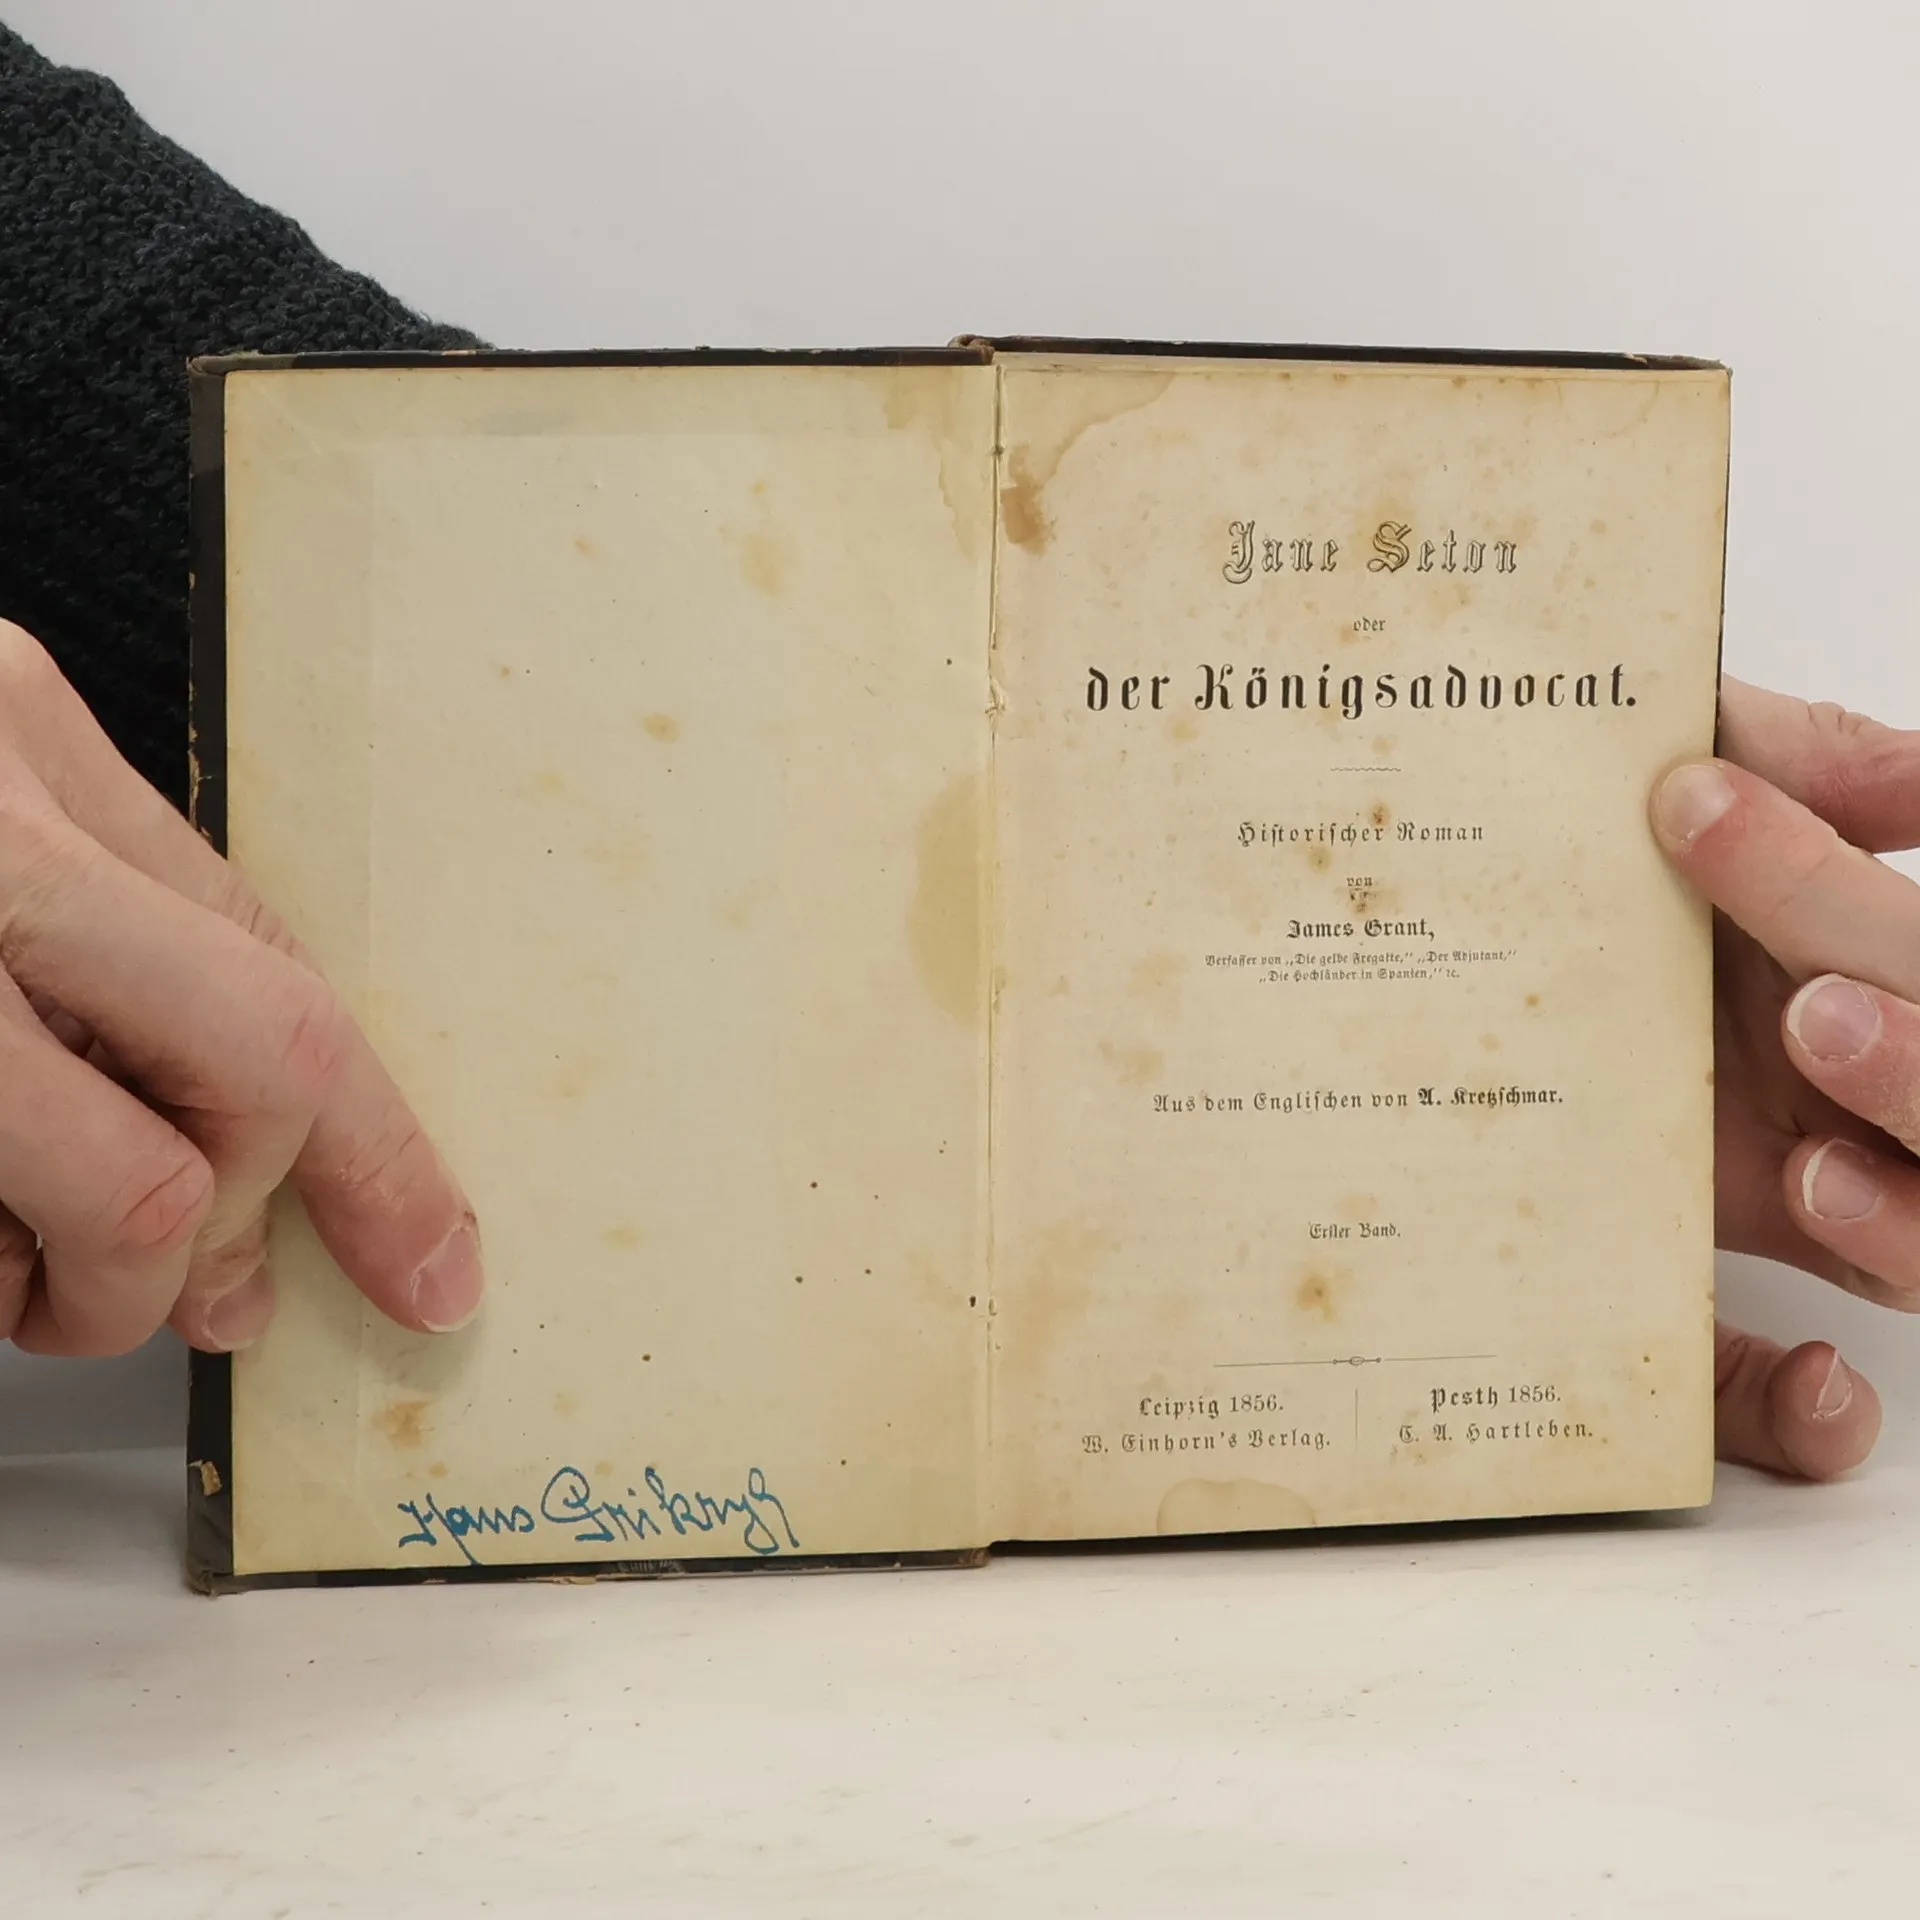 Jane Seton
oder
der Königsadvocat.
Historischer Roman
von
James Grant,
Verfasser von „Die gelbe Fregatte,“ „Der Adjutant,“
„Die Hochländer in Spanien,“ ꝛc.
Aus dem Englischen von A. Kretzschmar.
Erster Band.
Leipzig 1856.
W. Einhorn's Verlag.
Pesth 1856.
C. A. Hartleben.
Hans